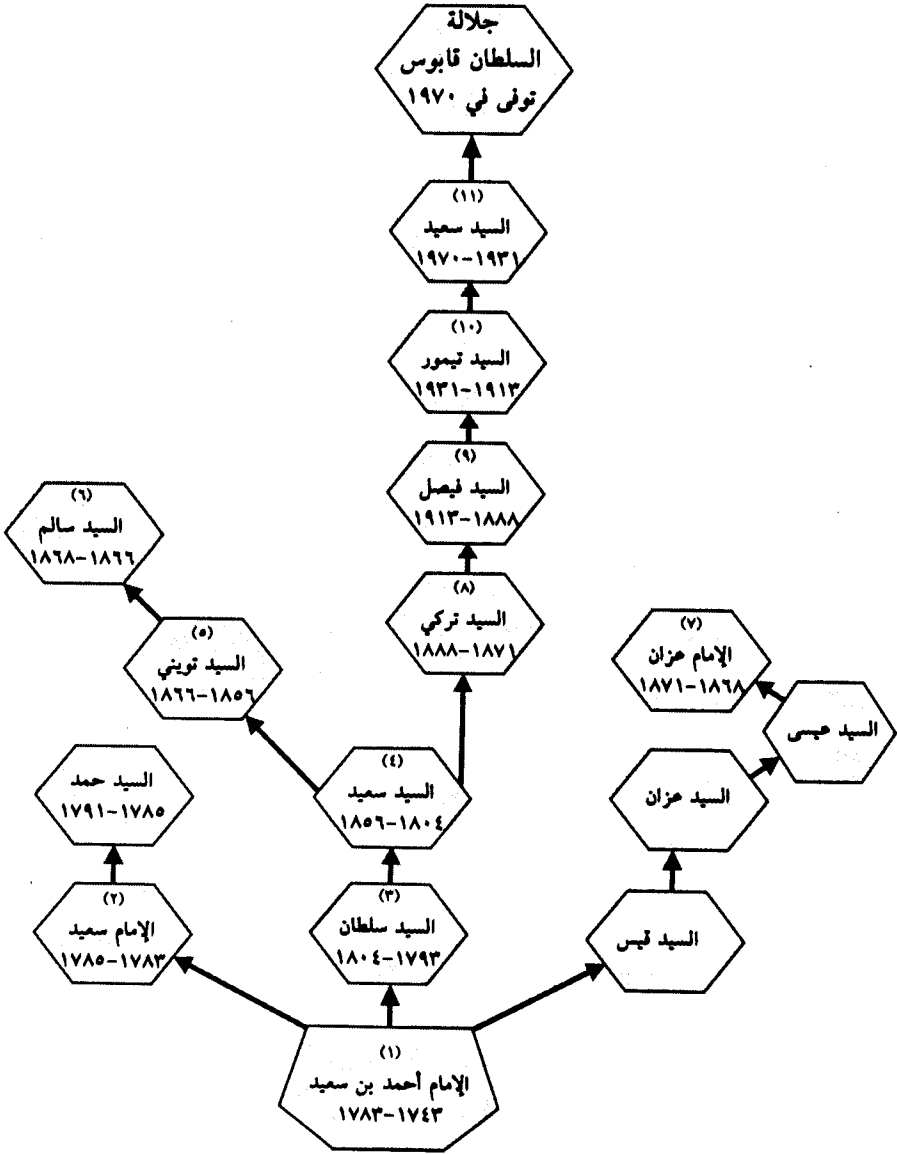 جلالة
السلطان قابوس
توفى في ١٩٧٠
(١١)
السيد سعيد
١٩٣١–١٩٧٠
(١٠)
السيد تيمور
١٩١٣–١٩٣١
(٩)
السيد فيصل
١٨٨٨–١٩١٣
(٦)
السيد سالم
١٨٦٦–١٨٦٨
(٨)
السيد تركي
١٨٧١–١٨٨٨
(٧)
الإمام عزان
١٨٦٨–١٨٧١
(٥)
السيد تويني
١٨٥٦–١٨٦٦
السيد عيسى
(٤)
السيد سعيد
١٨٠٤–١٨٥٦
السيد حمد
١٧٨٥–١٧٩١
السيد عزان
(٢)
الإمام سعيد
١٧٨٣–١٧٨٥
(٣)
السيد سلطان
١٧٩٣–١٨٠٤
السيد قيس
(١)
الإمام أحمد بن سعيد
١٧٤٣–١٧٨٣